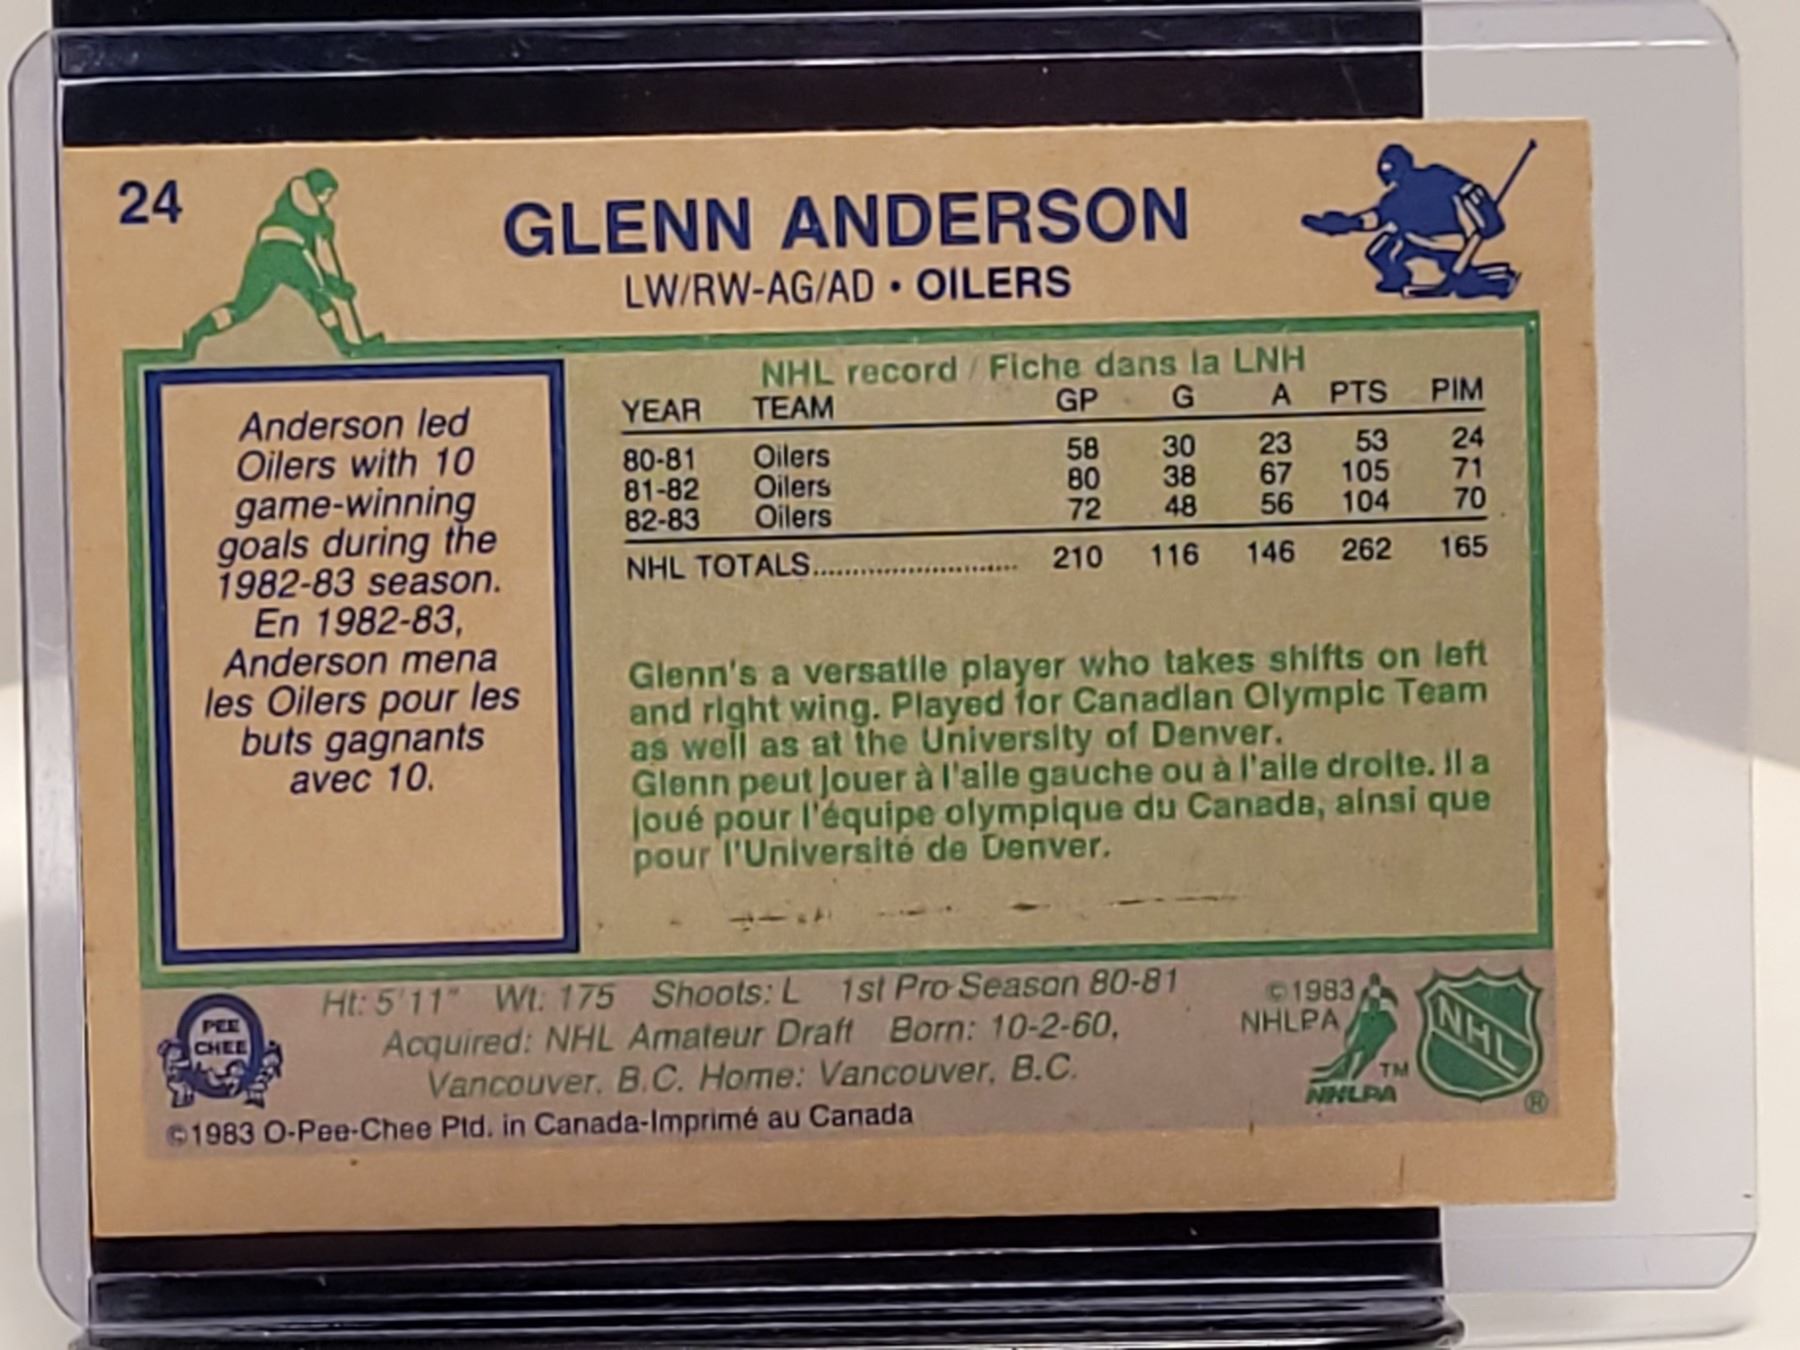 24
GLENN ANDERSON
LW/RW-AG/AD • OILERS
Anderson led
Oilers with 10
game-winning
goals during the
1982-83 season.
En 1982-83,
Anderson mena
les Oilers pour les
buts gagnants
avec 10.
NHL record / Fiche dans la LNH
YEAR TEAM GP G A PTS PIM
80-81 Oilers 58 30 23 53 24
81-82 Oilers 80 38 67 105 71
82-83 Oilers 72 48 56 104 70
NHL TOTALS.......................... 210 116 146 262 165
Glenn's a versatile player who takes shifts on left
and right wing. Played for Canadian Olympic Team
as well as at the University of Denver.
Glenn peut jouer à l'aile gauche ou à l'aile droite. Il a
joué pour l'équipe olympique du Canada, ainsi que
pour l'Université de Denver.
Ht: 5'11" Wt: 175 Shoots: L 1st Pro Season 80-81
Acquired: NHL Amateur Draft Born: 10-2-60,
Vancouver, B.C. Home: Vancouver, B.C.
PEE
CHEE
©1983 O-Pee-Chee Ptd. in Canada-Imprimé au Canada
©1983
NHLPA
TM
NHLPA
NHL
®